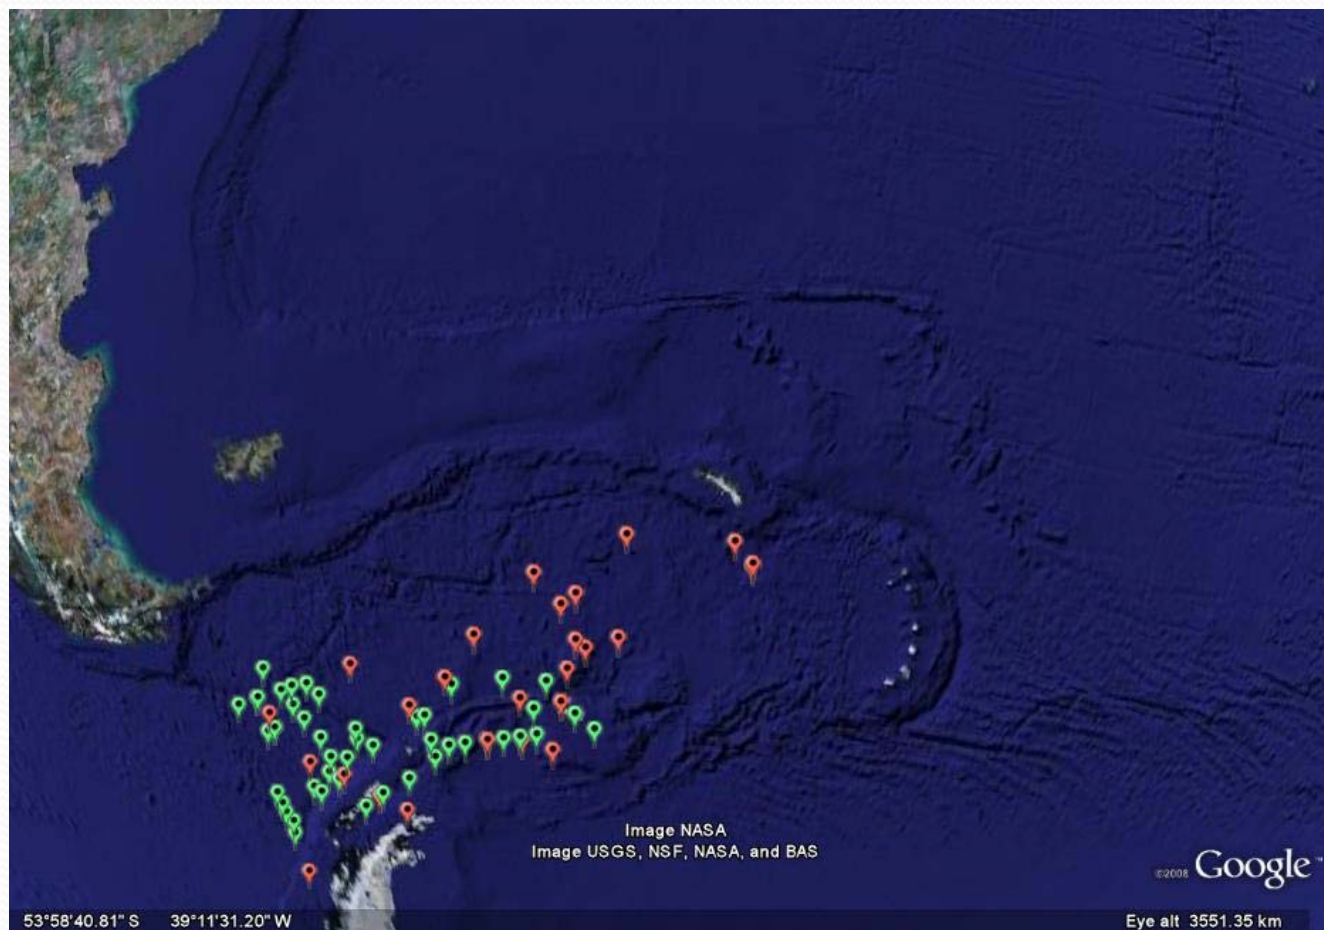 Image NASA
Image USGS, NSF, NASA, and BAS
©2008 Google
53°58'40.81" S 39°11'31.20" W Eye alt 3551.35 km